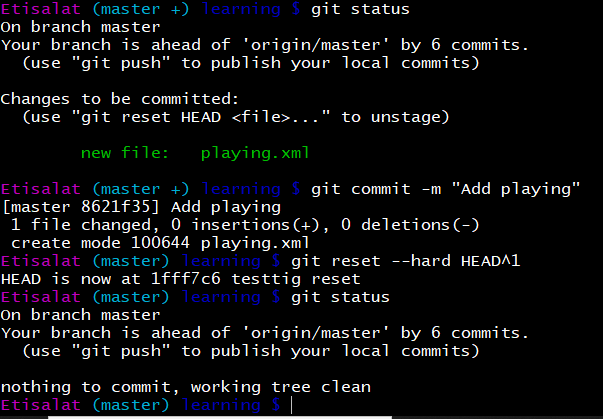 Etisalat (master +) learning $ git status
On branch master
Your branch is ahead of 'origin/master' by 6 commits.
  (use "git push" to publish your local commits)
Changes to be committed:
  (use "git reset HEAD <file>..." to unstage)
        new file:   playing.xml
Etisalat (master +) learning $ git commit -m "Add playing"
[master 8621f35] Add playing
 1 file changed, 0 insertions(+), 0 deletions(-)
 create mode 100644 playing.xml
Etisalat (master) learning $ git reset --hard HEAD^1
HEAD is now at 1fff7c6 testtig reset
Etisalat (master) learning $ git status
On branch master
Your branch is ahead of 'origin/master' by 6 commits.
  (use "git push" to publish your local commits)
nothing to commit, working tree clean
Etisalat (master) learning $